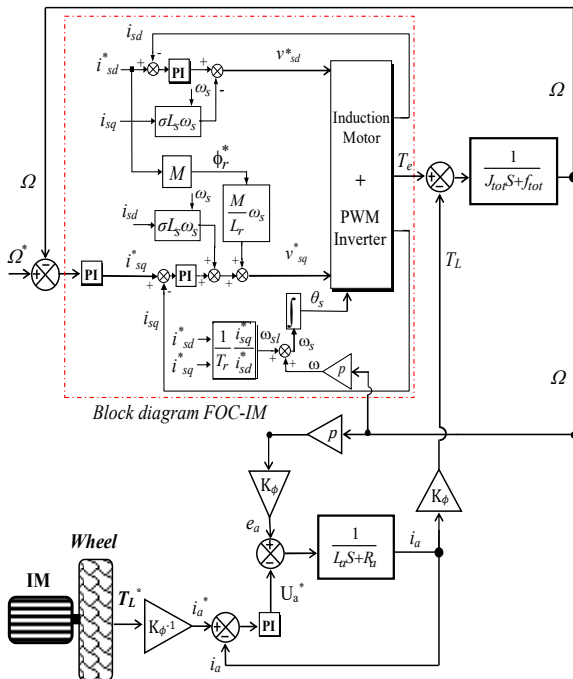 i_sd
i*_sd
+
-
PI
+
-
v*_sd
ω_s
i_sq
σL_sω_s
M
ϕ_r^*
ω_s
i_sd
σL_sω_s
M/L_r ω_s
Induction
Motor
+
PWM
Inverter
T_e
+
-
1/(J_tot S+f_tot)
Ω
Ω
Ω*
+
-
PI
i*_sq
+
-
PI
+
+
+
+
v*_sq
T_L
i_sq
θ_s
∫
i*_sd
i*_sq
1/T_r i*_sq/i*_sd
ω_sl
+
+
ω_s
ω
p
Ω
Block diagram FOC-IM
p
K_ϕ
K_ϕ
e_a
+
-
1/(L_a S+R_a)
i_a
Wheel
IM
U_a^*
T_L^*
K_ϕ^-1
i_a^*
+
-
PI
i_a